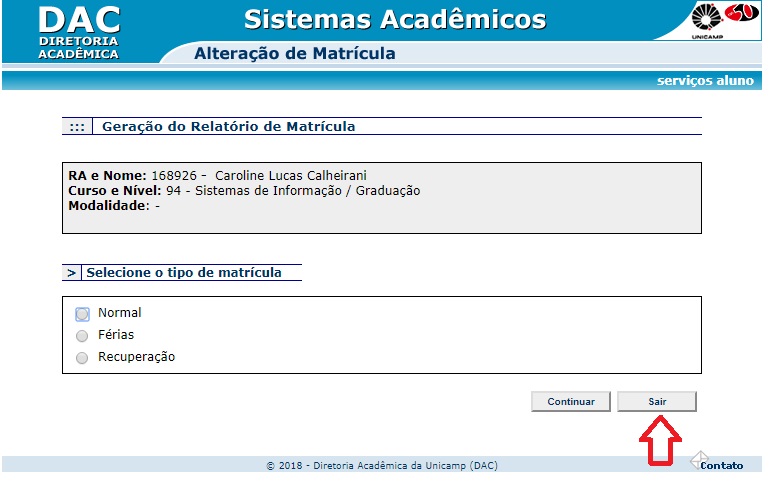 DAC
DIRETORIA
ACADÊMICA
Sistemas Acadêmicos
UNICAMP
50
Alteração de Matrícula
serviços aluno
::: Geração do Relatório de Matrícula
RA e Nome: 168926 - Caroline Lucas Calheirani
Curso e Nível: 94 - Sistemas de Informação / Graduação
Modalidade: -
> Selecione o tipo de matrícula
Normal
Férias
Recuperação
Continuar Sair
© 2018 - Diretoria Acadêmica da Unicamp (DAC)
Contato